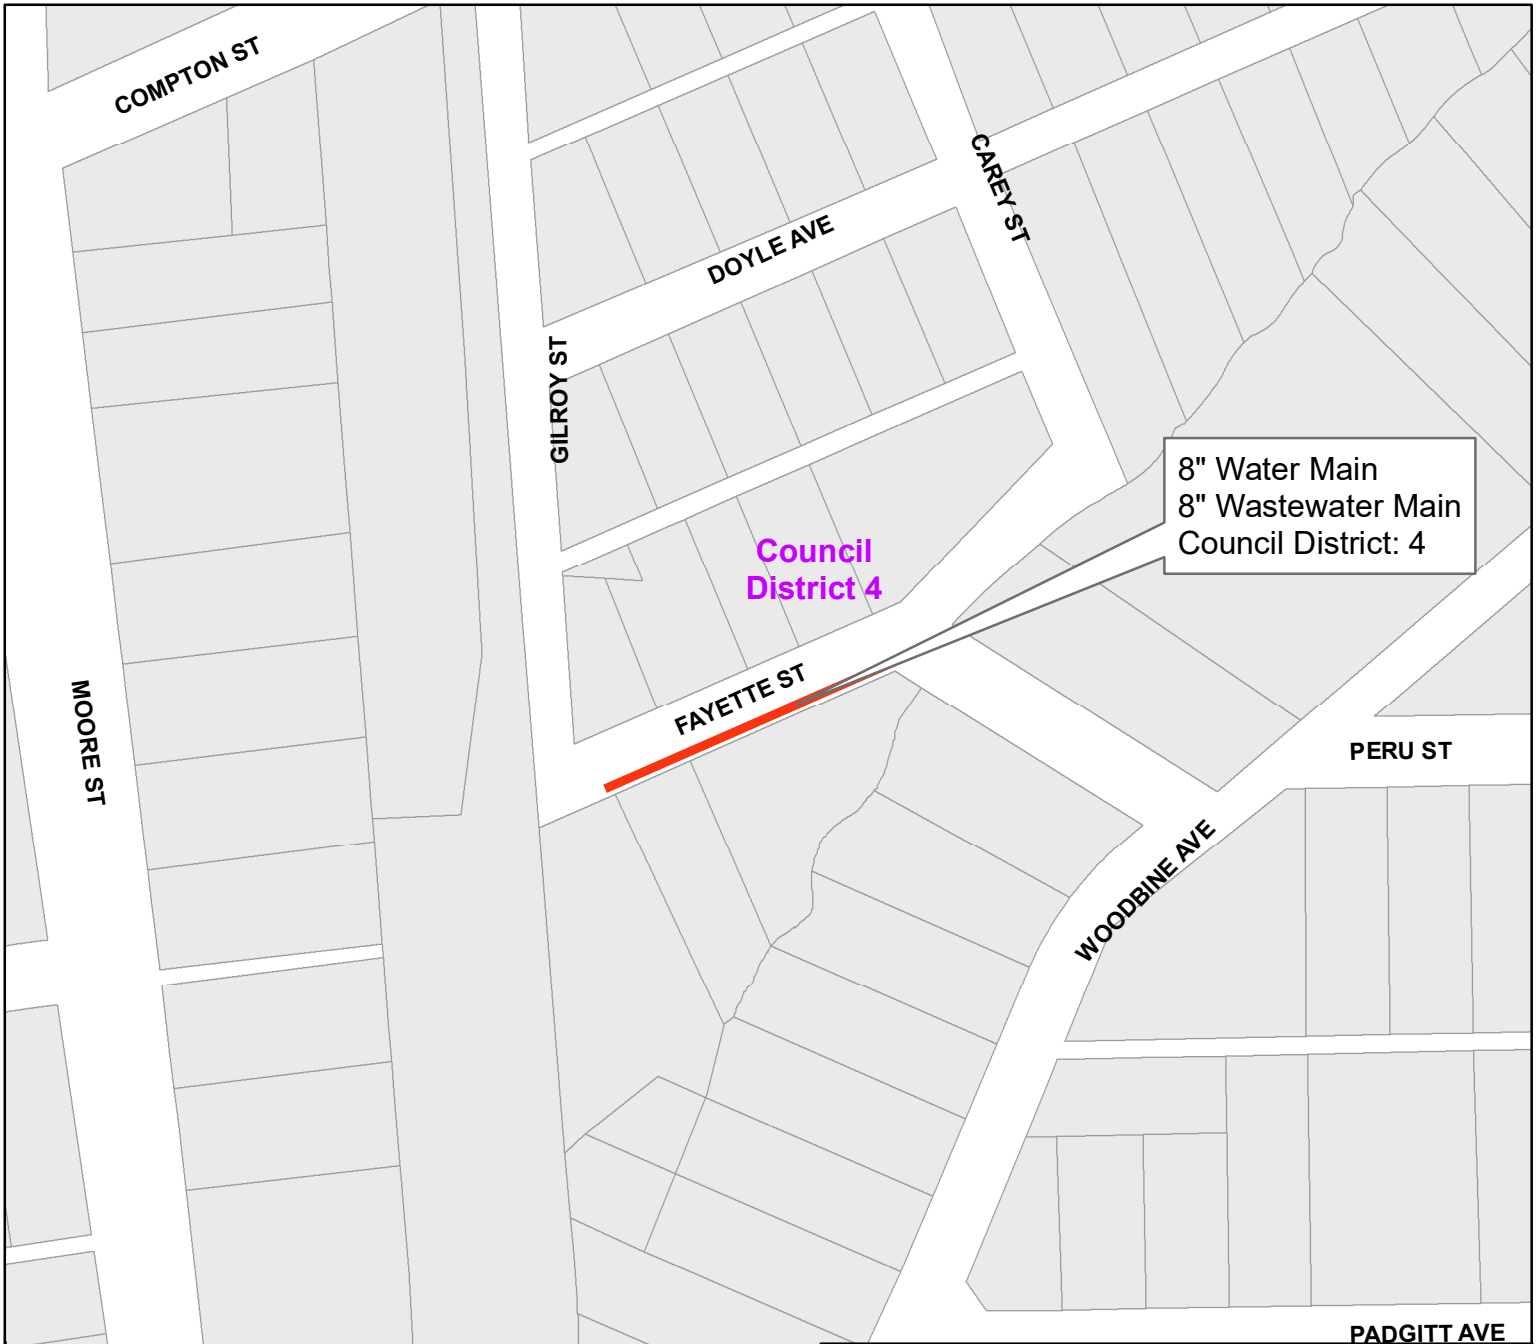 COMPTON ST
CAREY ST
DOYLE AVE
GILROY ST
8" Water Main
8" Wastewater Main
Council District: 4
Council
District 4
FAYETTE ST
MOORE ST
PERU ST
WOODBINE AVE
PADGITT AVE